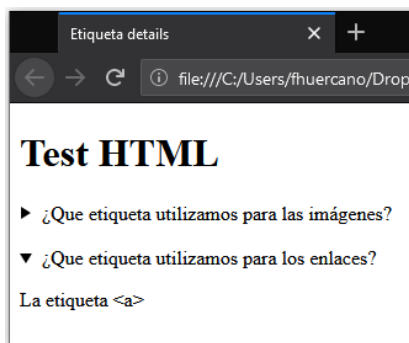 Etiqueta details
file:///C:/Users/fhuercano/Drop
Test HTML
¿Que etiqueta utilizamos para las imágenes?
¿Que etiqueta utilizamos para los enlaces?
La etiqueta <a>